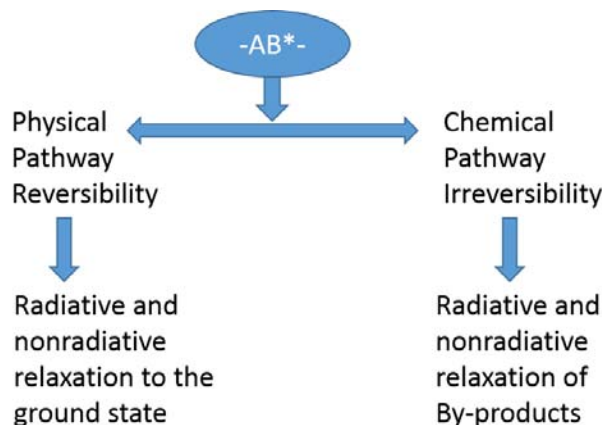 -AB*-
Physical
Pathway
Reversibility
Chemical
Pathway
Irreversibility
Radiative and
nonradiative
relaxation to the
ground state
Radiative and
nonradiative
relaxation of
By-products